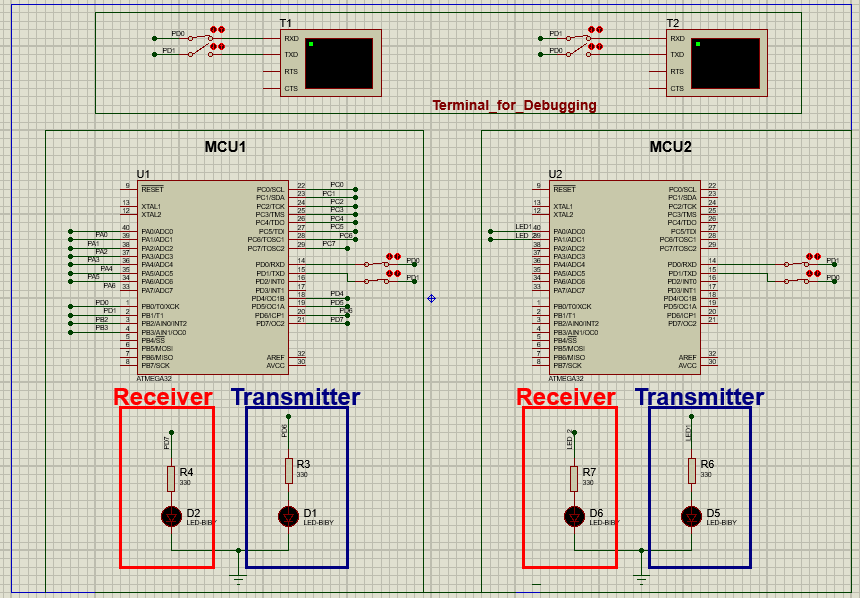 T1
PD0
PD1
RXD
TXD
RTS
CTS
T2
PD1
PD0
RXD
TXD
RTS
CTS
Terminal_for_Debugging
MCU1
U1
9 RESET PC0/SCL 22 PC0
PC1/SDA 23 PC1
13 XTAL1 PC2/TCK 24 PC2
12 XTAL2 PC3/TMS 25 PC3
PC4/TDO 26 PC4
40 PA0/ADC0 PC5/TDI 27 PC5
PA0 39 PA1/ADC1 PC6/TOSC1 28 PC6
PA1 38 PA2/ADC2 PC7/TOSC2 29 PC7
PA2 37 PA3/ADC3
PA3 36 PA4/ADC4 PD0/RXD 14 PD0
PA4 35 PA5/ADC5 PD1/TXD 15
PA5 34 PA6/ADC6 PD2/INT0 16 PD1
PA6 33 PA7/ADC7 PD3/INT1 17
PD4/OC1B 18 PD4
PD0 1 PB0/T0/XCK PD5/OC1A 19 PD5
PD1 2 PB1/T1 PD6/ICP1 20 PD6
PB2 3 PB2/AIN0/INT2 PD7/OC2 21 PD7
PB3 4 PB3/AIN1/OC0
5 PB4/SS
6 PB5/MOSI
7 PB6/MISO AREF 32
8 PB7/SCK AVCC 30
ATMEGA32
Receiver Transmitter
PD7
R4
330
D2
LED-BIBY
PD6
R3
330
D1
LED-BIBY
MCU2
U2
9 RESET PC0/SCL 22
PC1/SDA 23
13 XTAL1 PC2/TCK 24
12 XTAL2 PC3/TMS 25
PC4/TDO 26
LED1 40 PA0/ADC0 PC5/TDI 27
LED_2 39 PA1/ADC1 PC6/TOSC1 28
38 PA2/ADC2 PC7/TOSC2 29
37 PA3/ADC3
36 PA4/ADC4 PD0/RXD 14 PD1
35 PA5/ADC5 PD1/TXD 15
34 PA6/ADC6 PD2/INT0 16 PD0
33 PA7/ADC7 PD3/INT1 17
PD4/OC1B 18
1 PB0/T0/XCK PD5/OC1A 19
2 PB1/T1 PD6/ICP1 20
3 PB2/AIN0/INT2 PD7/OC2 21
4 PB3/AIN1/OC0
5 PB4/SS
6 PB5/MOSI
7 PB6/MISO AREF 32
8 PB7/SCK AVCC 30
ATMEGA32
Receiver Transmitter
LED_2
R7
330
D6
LED-BIBY
LED1
R6
330
D5
LED-BIBY